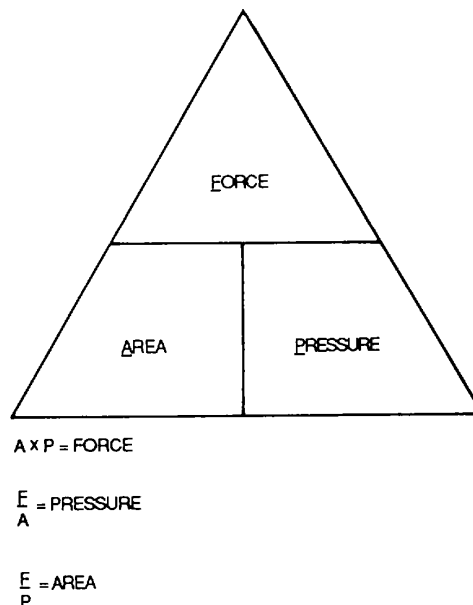 FORCE
AREA PRESSURE
A X P = FORCE
F
A = PRESSURE
F
P = AREA